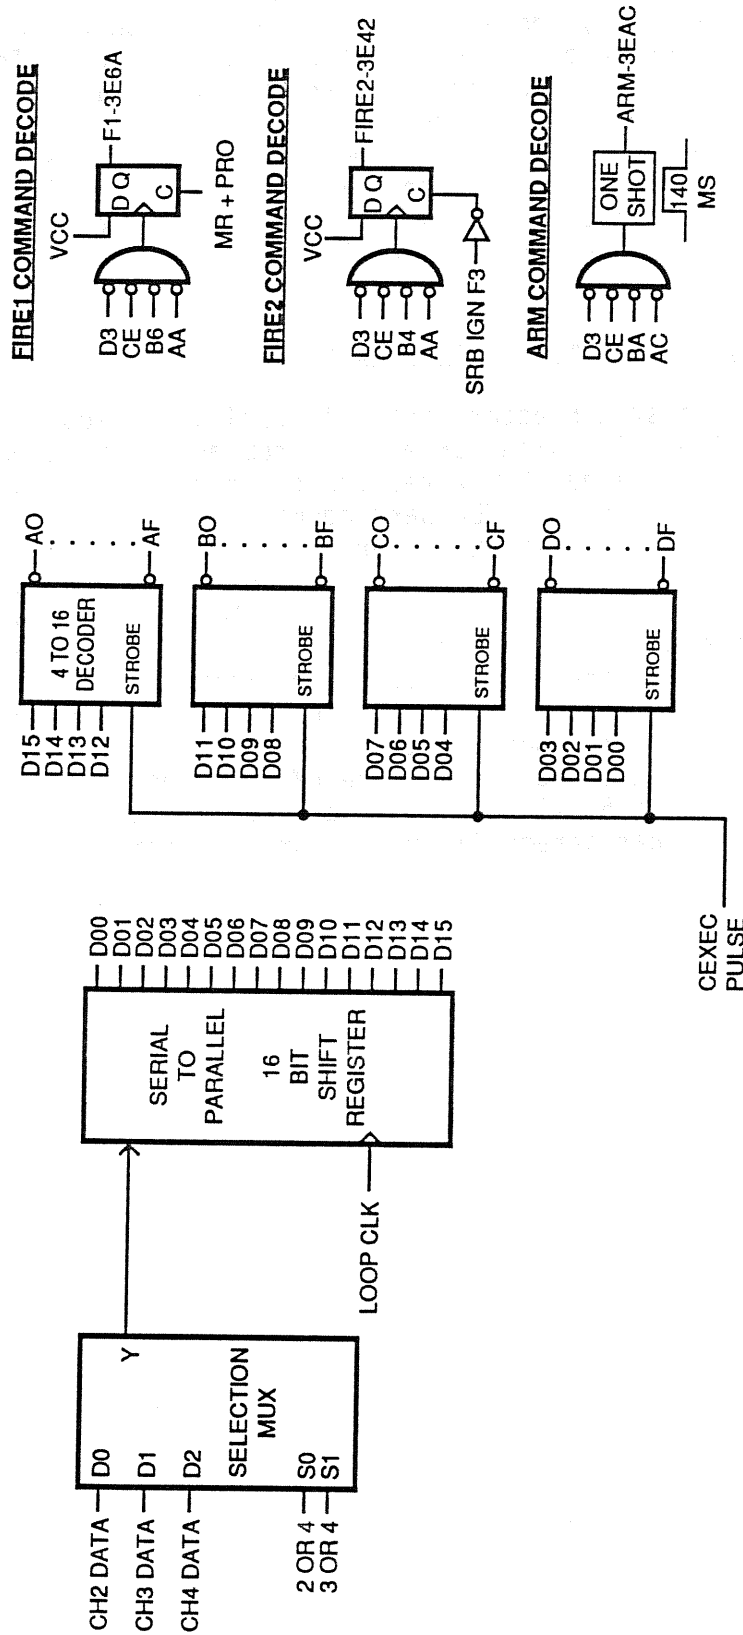 CH2 DATA
D0
CH3 DATA
D1
CH4 DATA
D2
Y
SELECTION
MUX
2 OR 4
S0
3 OR 4
S1
LOOP CLK
SERIAL
TO
PARALLEL
16
BIT
SHIFT
REGISTER
D00
D01
D02
D03
D04
D05
D06
D07
D08
D09
D10
D11
D12
D13
D14
D15
CEXEC
PULSE
D15
D14
D13
D12
4 TO 16
DECODER
STROBE
AO
AF
D11
D10
D09
D08
STROBE
BO
BF
D07
D06
D05
D04
STROBE
CO
CF
D03
D02
D01
D00
STROBE
DO
DF
FIRE1 COMMAND DECODE
VCC
D3
CE
B6
AA
D Q
C
F1-3E6A
MR + PRO
FIRE2 COMMAND DECODE
VCC
D3
CE
B4
AA
D Q
C
FIRE2-3E42
SRB IGN F3
ARM COMMAND DECODE
D3
CE
BA
AC
ONE
SHOT
ARM-3EAC
140
MS